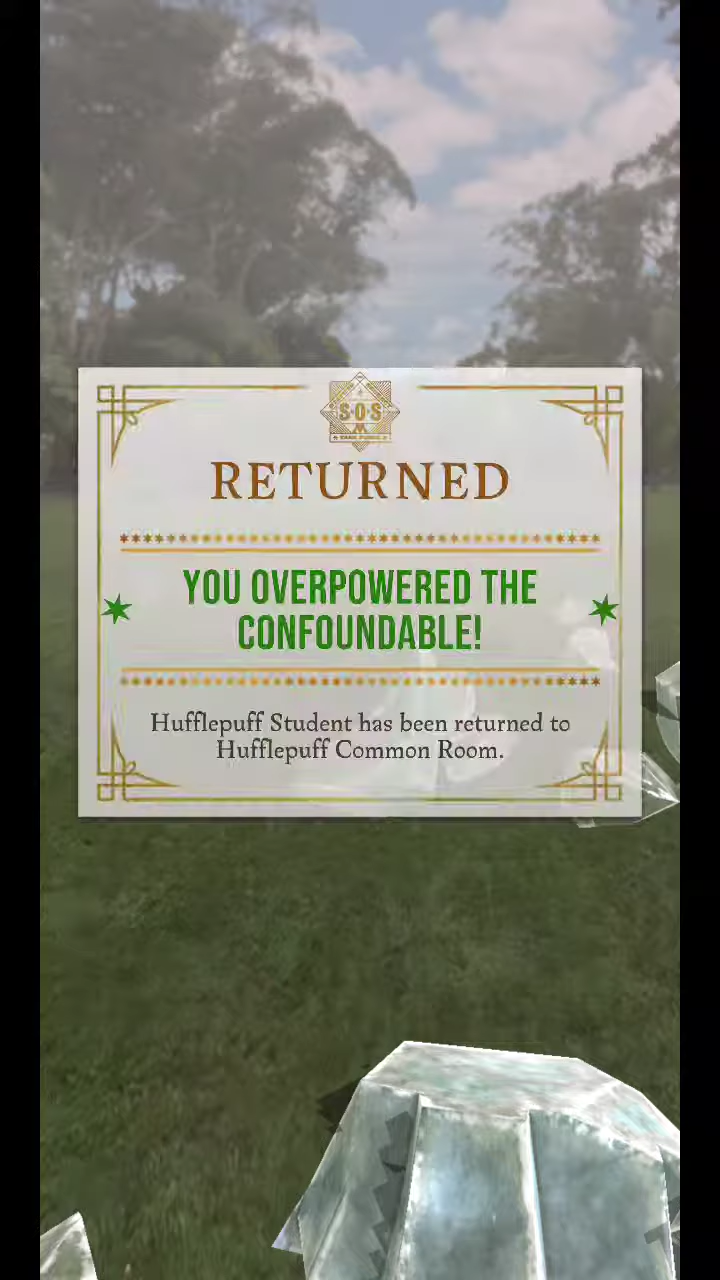 S·O·S
RETURNED
YOU OVERPOWERED THE
CONFOUNDABLE!
Hufflepuff Student has been returned to
Hufflepuff Common Room.